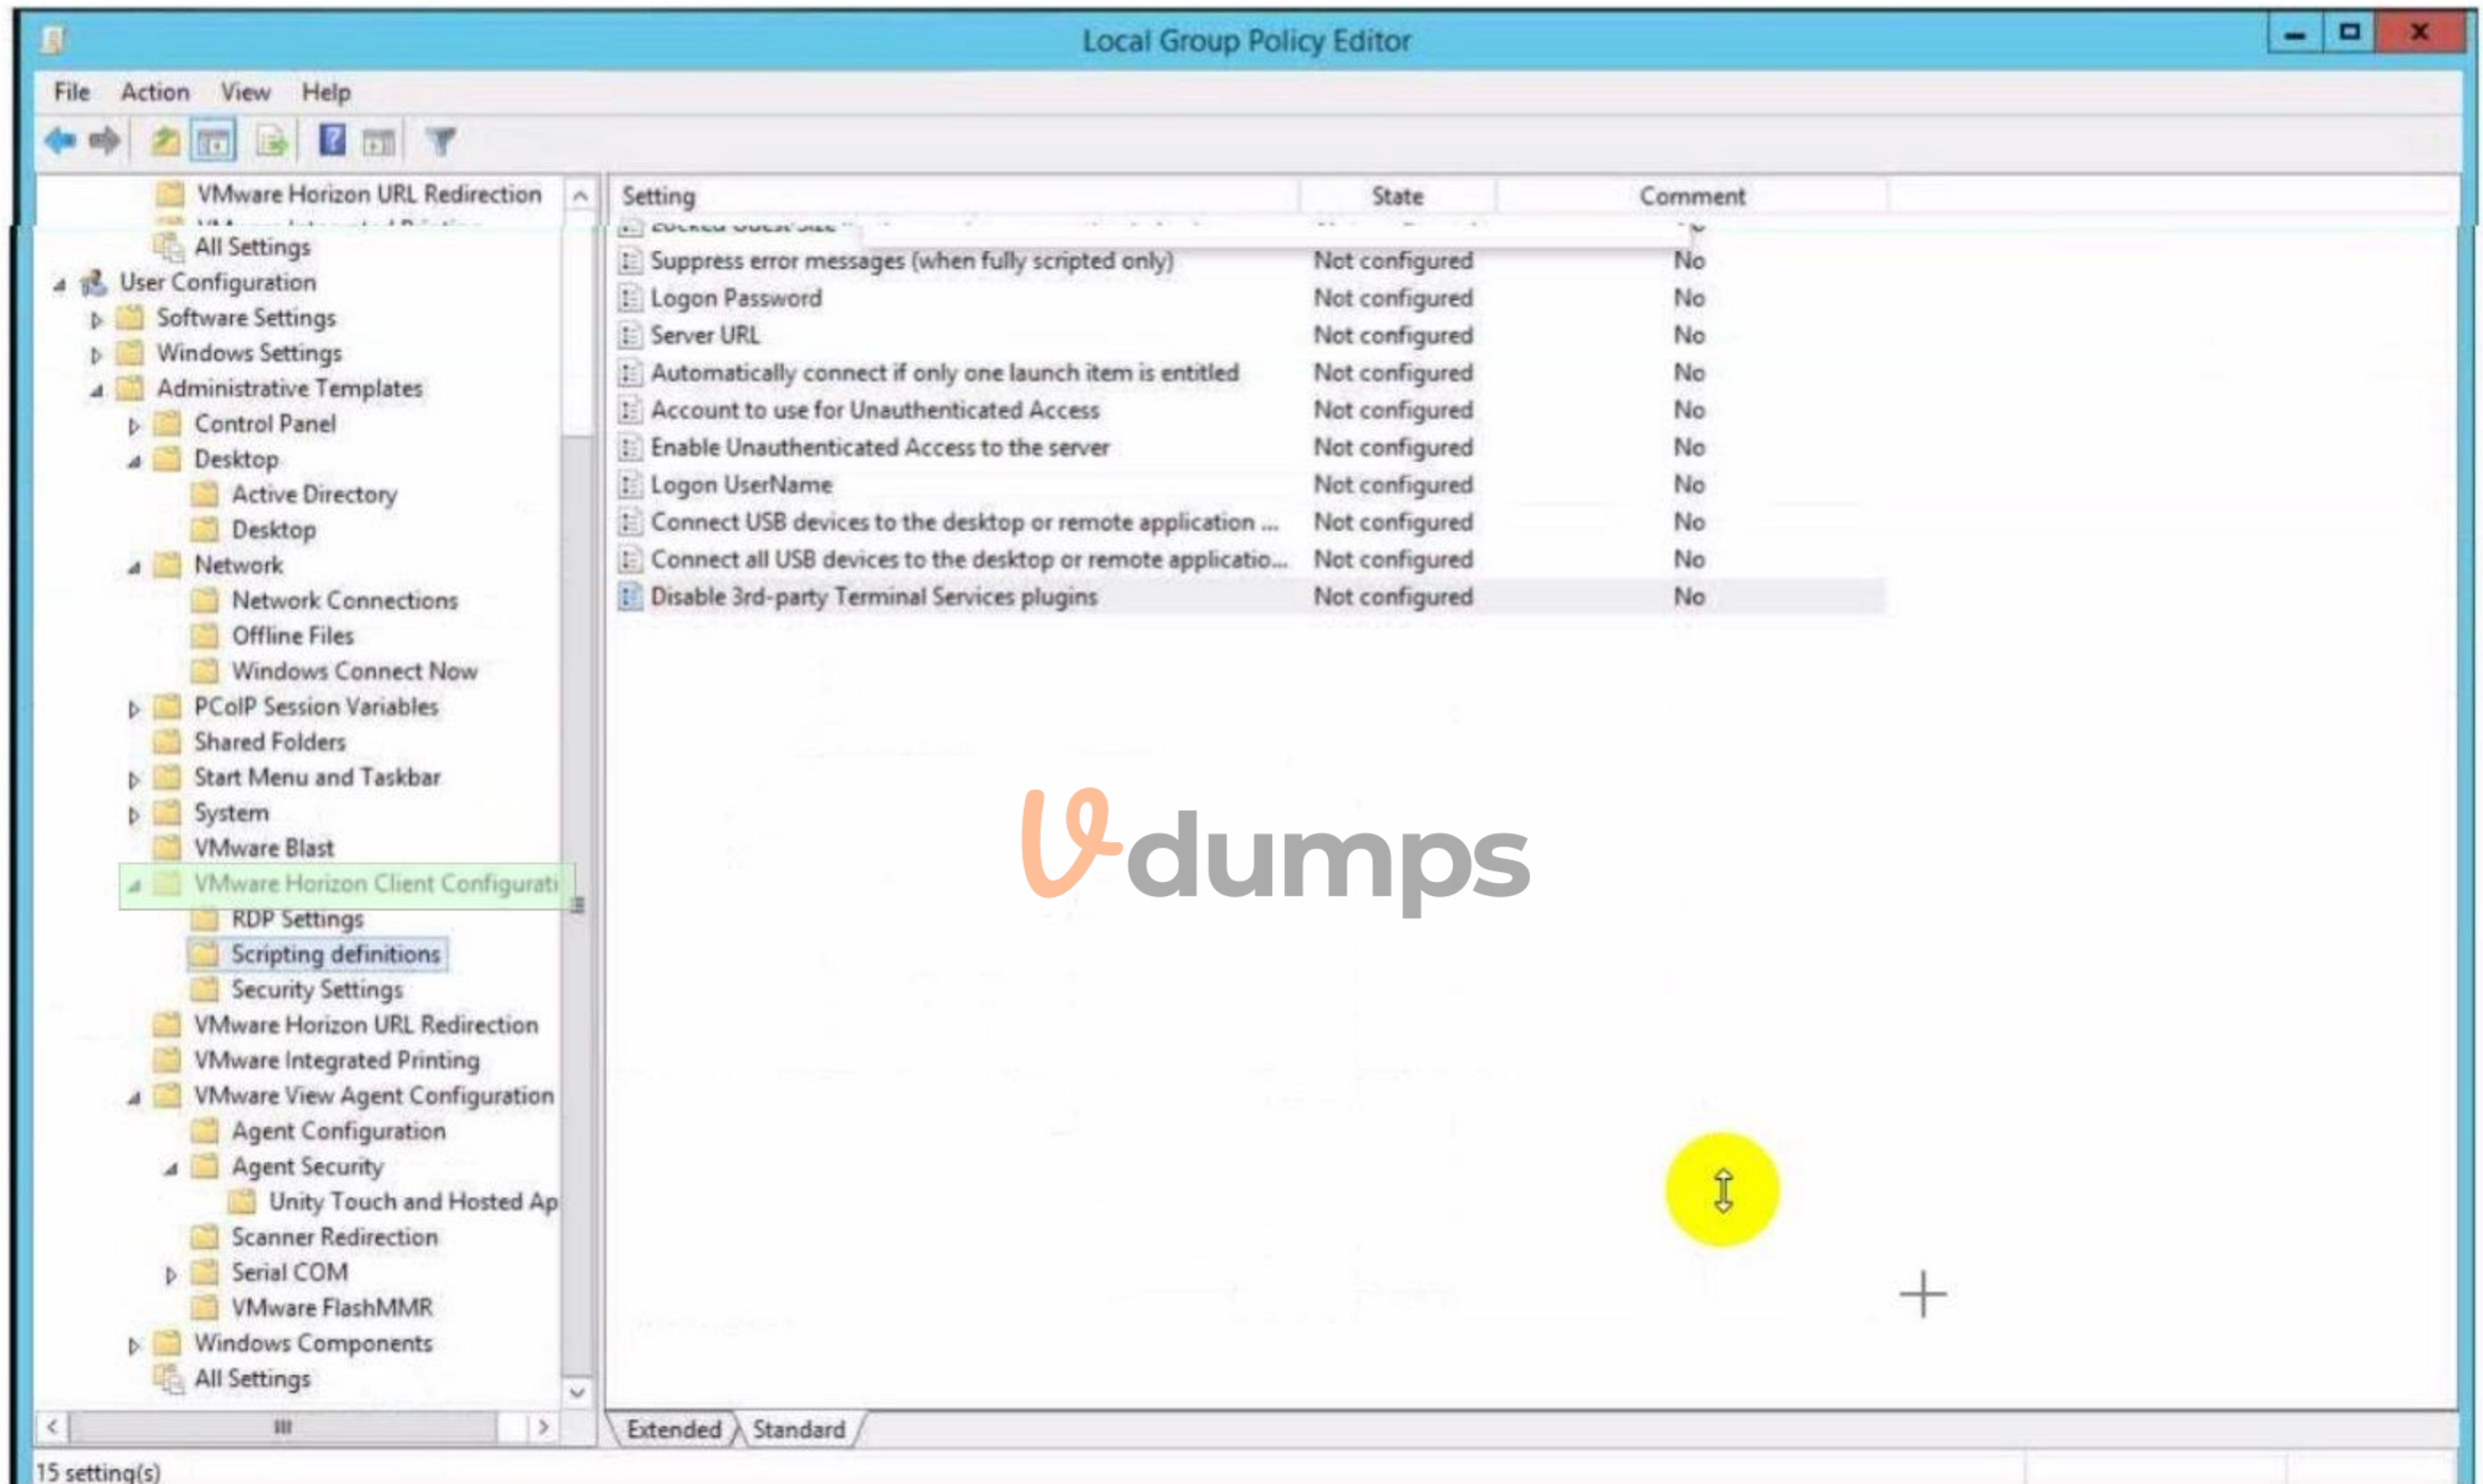 Local Group Policy Editor
File Action View Help
VMware Horizon URL Redirection
All Settings
User Configuration
Software Settings
Windows Settings
Administrative Templates
Control Panel
Desktop
Active Directory
Desktop
Network
Network Connections
Offline Files
Windows Connect Now
PCoIP Session Variables
Shared Folders
Start Menu and Taskbar
System
VMware Blast
VMware Horizon Client Configurati
RDP Settings
Scripting definitions
Security Settings
VMware Horizon URL Redirection
VMware Integrated Printing
VMware View Agent Configuration
Agent Configuration
Agent Security
Unity Touch and Hosted Ap
Scanner Redirection
Serial COM
VMware FlashMMR
Windows Components
All Settings
Setting State Comment
Suppress error messages (when fully scripted only) Not configured No
Logon Password Not configured No
Server URL Not configured No
Automatically connect if only one launch item is entitled Not configured No
Account to use for Unauthenticated Access Not configured No
Enable Unauthenticated Access to the server Not configured No
Logon UserName Not configured No
Connect USB devices to the desktop or remote application ... Not configured No
Connect all USB devices to the desktop or remote applicatio... Not configured No
Disable 3rd-party Terminal Services plugins Not configured No
Vdumps
Extended Standard
15 setting(s)